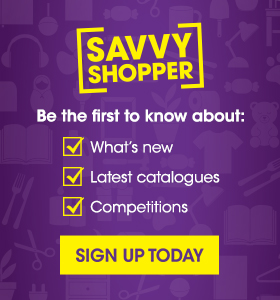 SAVVY
SHOPPER
Be the first to know about:
What's new
Latest catalogues
Competitions
SIGN UP TODAY